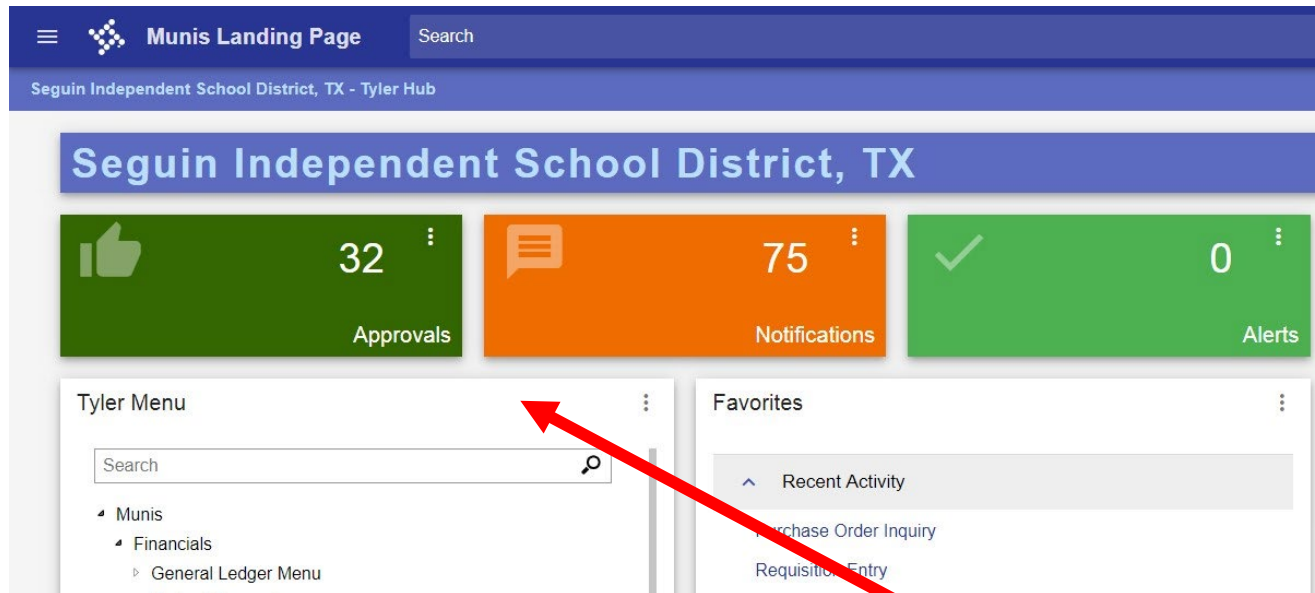 Munis Landing Page
Search
Seguin Independent School District, TX - Tyler Hub
Seguin Independent School District, TX
32
Approvals
75
Notifications
0
Alerts
Tyler Menu
Search
Munis
Financials
General Ledger Menu
Favorites
Recent Activity
Purchase Order Inquiry
Requisition Entry